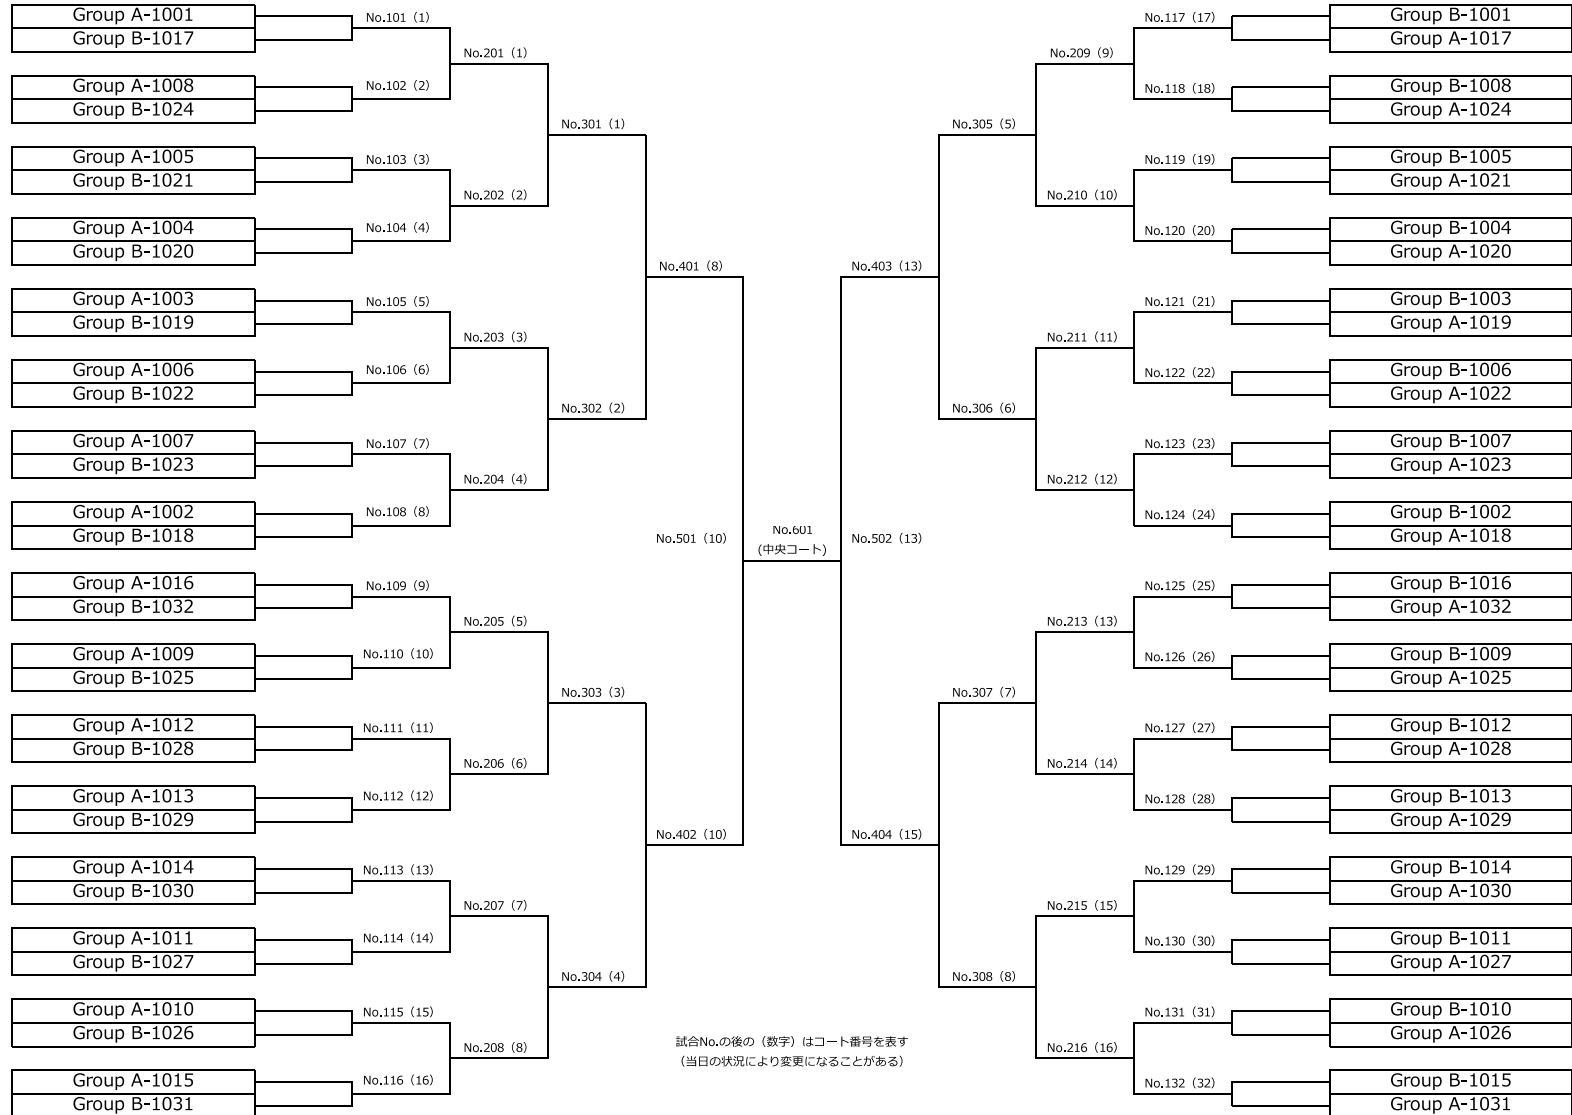 Group A-1001 No.101 (1) No.117 (17) Group B-1001
Group B-1017 Group A-1017
No.201 (1) No.209 (9)
Group A-1008 No.102 (2) No.118 (18) Group B-1008
Group B-1024 Group A-1024
No.301 (1) No.305 (5)
Group A-1005 No.103 (3) No.119 (19) Group B-1005
Group B-1021 Group A-1021
No.202 (2) No.210 (10)
Group A-1004 No.104 (4) No.120 (20) Group B-1004
Group B-1020 Group A-1020
No.401 (8) No.403 (13)
Group A-1003 No.105 (5) No.121 (21) Group B-1003
Group B-1019 Group A-1019
No.203 (3) No.211 (11)
Group A-1006 No.106 (6) No.122 (22) Group B-1006
Group B-1022 Group A-1022
No.302 (2) No.306 (6)
Group A-1007 No.107 (7) No.123 (23) Group B-1007
Group B-1023 Group A-1023
No.204 (4) No.212 (12)
Group A-1002 No.108 (8) No.124 (24) Group B-1002
Group B-1018 Group A-1018
No.601
No.501 (10) No.502 (13)
(中央コート)
Group A-1016 No.109 (9) No.125 (25) Group B-1016
Group B-1032 Group A-1032
No.205 (5) No.213 (13)
Group A-1009 No.110 (10) No.126 (26) Group B-1009
Group B-1025 Group A-1025
No.303 (3) No.307 (7)
Group A-1012 No.111 (11) No.127 (27) Group B-1012
Group B-1028 Group A-1028
No.206 (6) No.214 (14)
Group A-1013 No.112 (12) No.128 (28) Group B-1013
Group B-1029 Group A-1029
No.402 (10) No.404 (15)
Group A-1014 No.113 (13) No.129 (29) Group B-1014
Group B-1030 Group A-1030
No.207 (7) No.215 (15)
Group A-1011 No.114 (14) No.130 (30) Group B-1011
Group B-1027 Group A-1027
No.304 (4) No.308 (8)
Group A-1010 No.115 (15) No.131 (31) Group B-1010
Group B-1026 Group A-1026
No.208 (8) No.216 (16)
試合No.の後の（数字）はコート番号を表す
（当日の状況により変更になることがある）
Group A-1015 No.116 (16) No.132 (32) Group B-1015
Group B-1031 Group A-1031